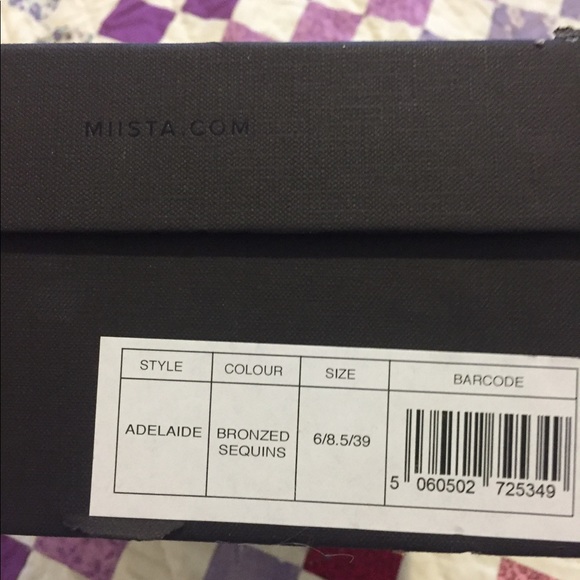 MIISTA.COM
STYLE COLOUR SIZE BARCODE
ADELAIDE BRONZED SEQUINS 6/8.5/39
5 060502 725349